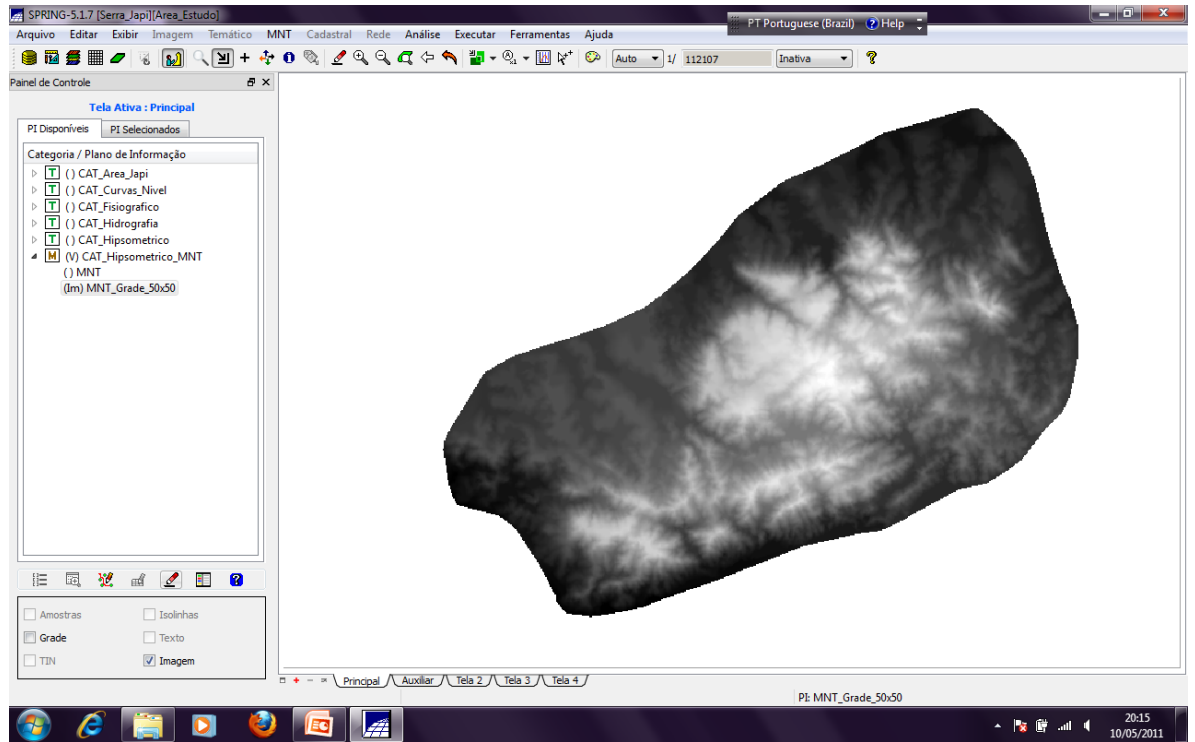 SPRING-5.1.7 [Serra_Japi][Area_Estudo]
PT Portuguese (Brazil) Help
Arquivo Editar Exibir Imagem Temático MNT Cadastral Rede Análise Executar Ferramentas Ajuda
Auto 1/ 112107 Inativa
Painel de Controle
Tela Ativa : Principal
PI Disponíveis PI Selecionados
Categoria / Plano de Informação
T () CAT_Area_Japi
T () CAT_Curvas_Nivel
T () CAT_Fisiografico
T () CAT_Hidrografia
T () CAT_Hipsometrico
M (V) CAT_Hipsometrico_MNT
() MNT
(Im) MNT_Grade_50x50
Amostras Isolinhas
Grade Texto
TIN Imagem
Principal Auxiliar Tela 2 Tela 3 Tela 4
PI: MNT_Grade_50x50
20:15
10/05/2011